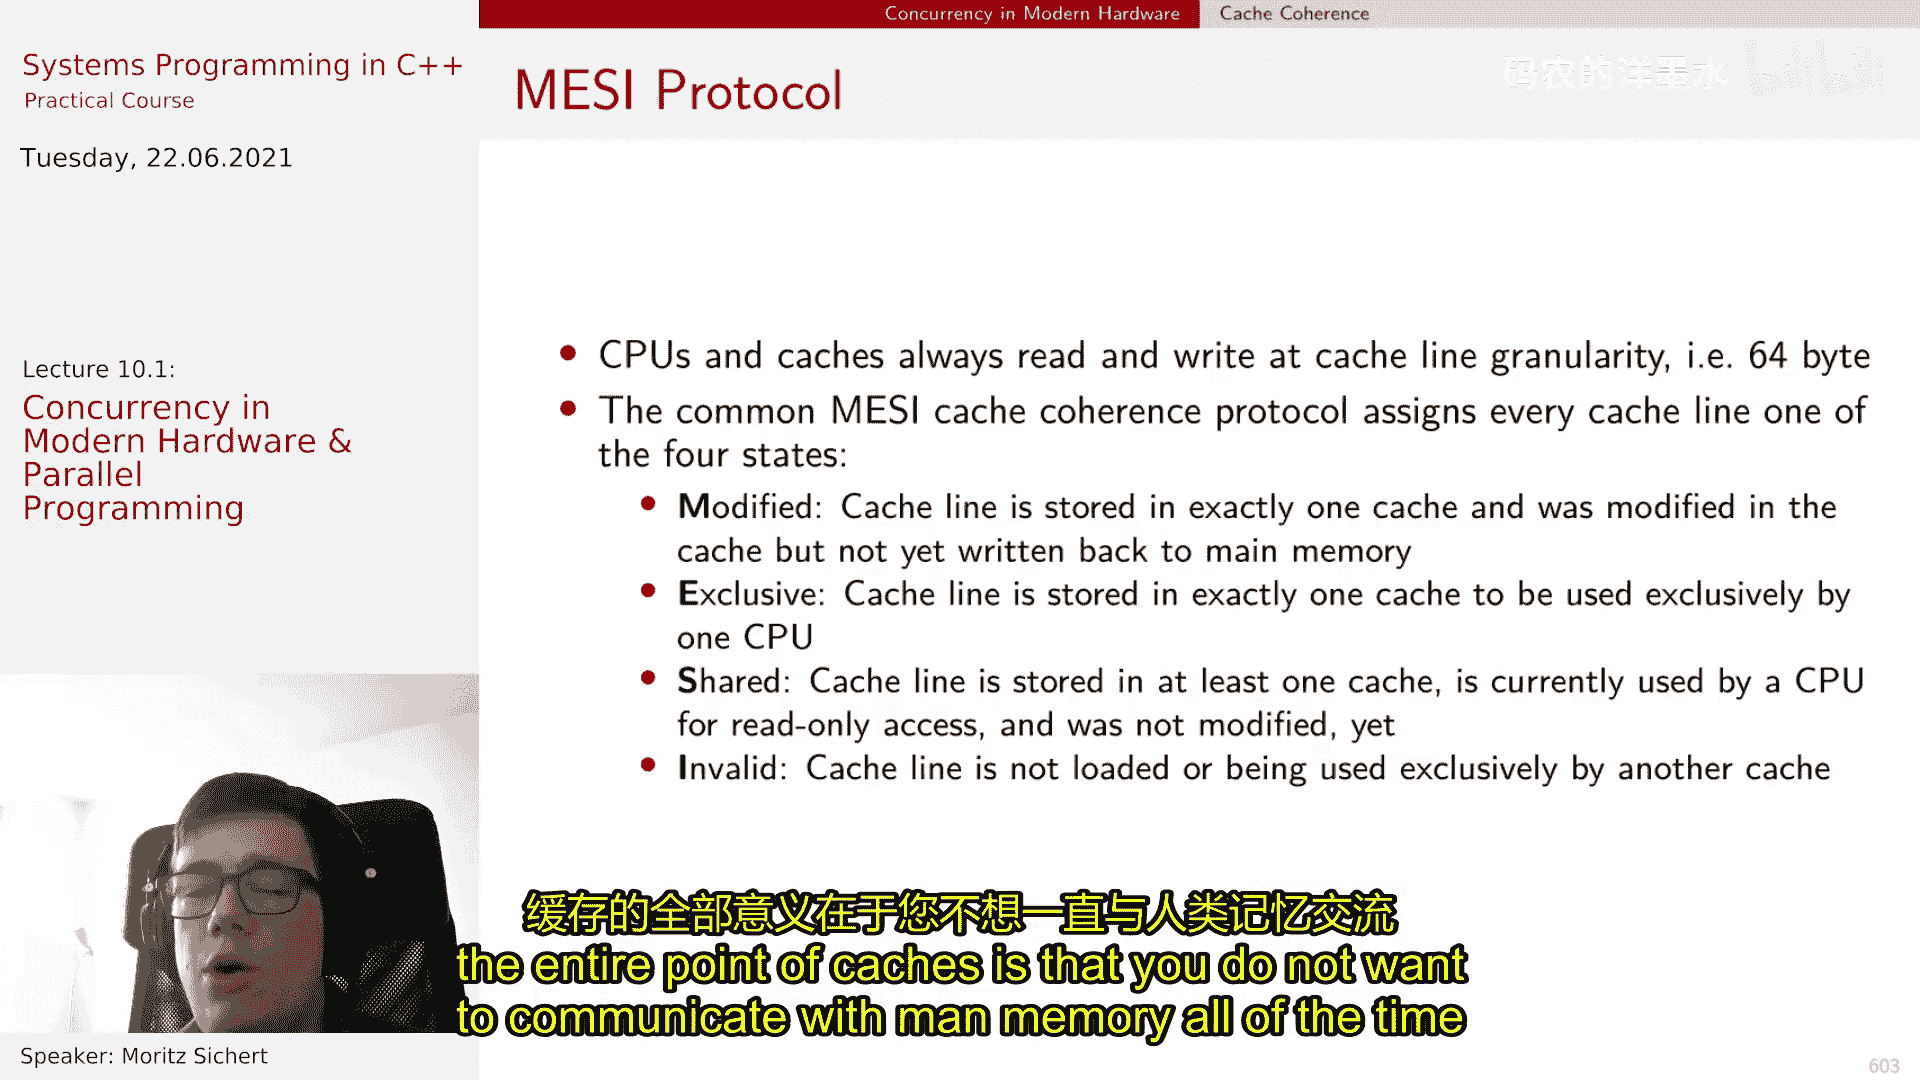 Concurrency in Modern Hardware
Cache Coherence
Systems Programming in C++
Practical Course
Tuesday, 22.06.2021
Lecture 10.1:
Concurrency in
Modern Hardware &
Parallel
Programming
Speaker: Moritz Sichert
MESI Protocol
码农的洋墨水
• CPUs and caches always read and write at cache line granularity, i.e. 64 byte
• The common MESI cache coherence protocol assigns every cache line one of
the four states:
• Modified: Cache line is stored in exactly one cache and was modified in the
cache but not yet written back to main memory
• Exclusive: Cache line is stored in exactly one cache to be used exclusively by
one CPU
• Shared: Cache line is stored in at least one cache, is currently used by a CPU
for read-only access, and was not modified, yet
• Invalid: Cache line is not loaded or being used exclusively by another cache
缓存的全部意义在于您不想一直与人类记忆交流
the entire point of caches is that you do not want
to communicate with man memory all of the time
603